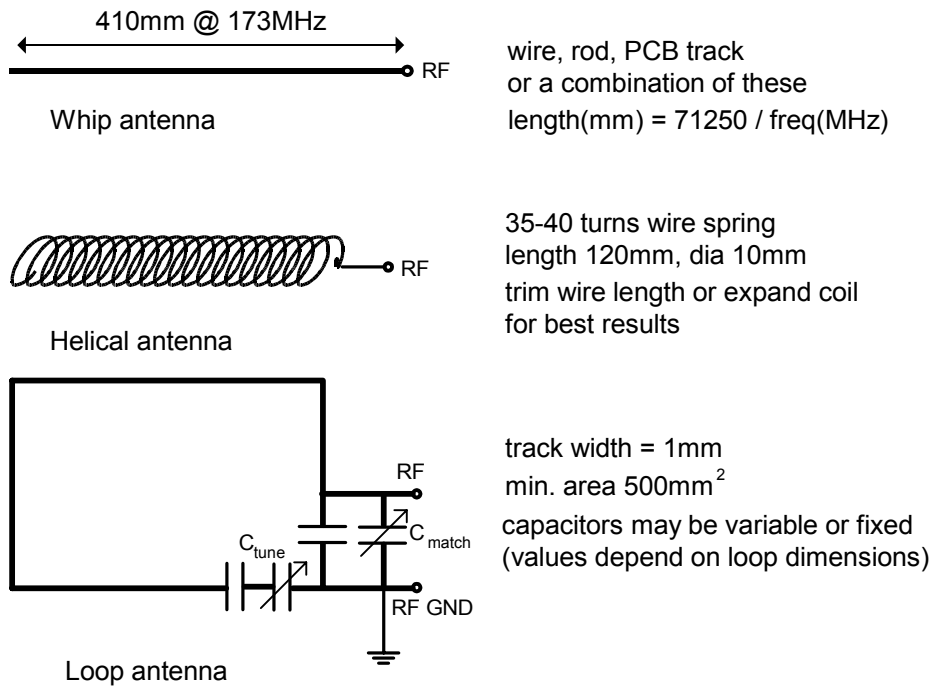 410mm @ 173MHz
RF
Whip antenna
wire, rod, PCB track
or a combination of these
length(mm) = 71250 / freq(MHz)
RF
Helical antenna
35-40 turns wire spring
length 120mm, dia 10mm
trim wire length or expand coil
for best results
RF
C match
C tune
RF GND
Loop antenna
track width = 1mm
min. area 500mm²
capacitors may be variable or fixed
(values depend on loop dimensions)